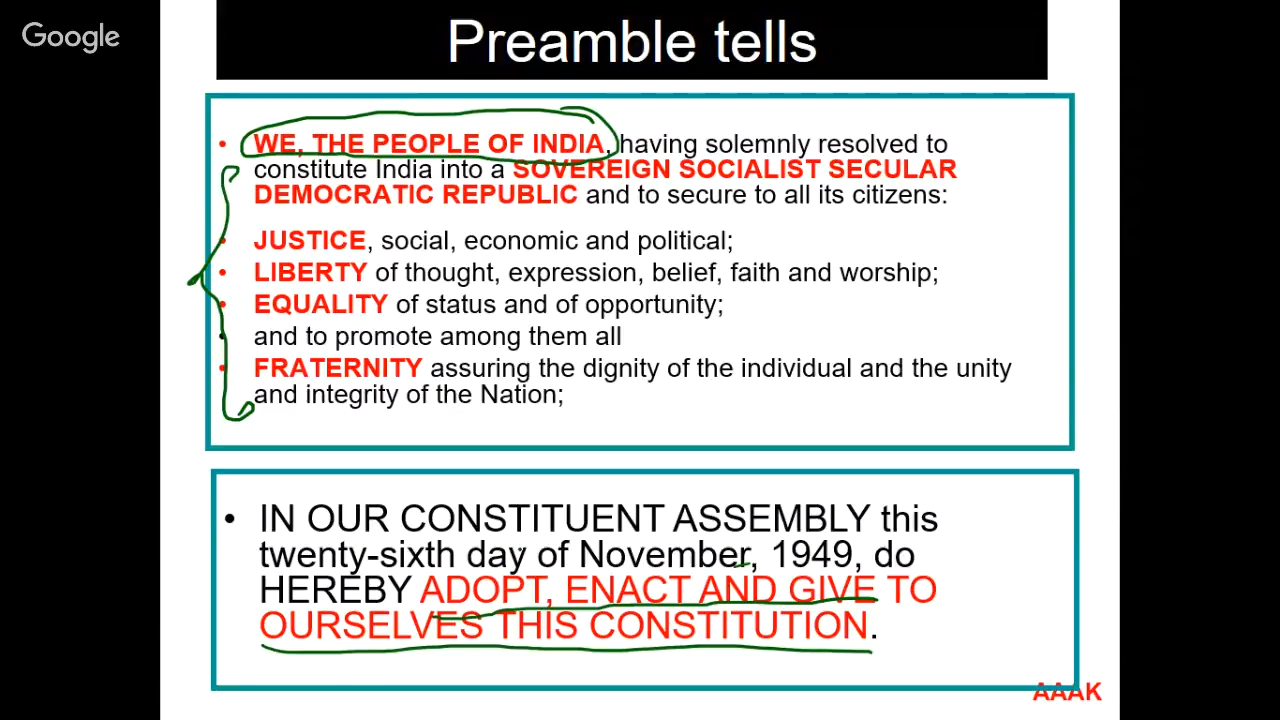 Google
Preamble tells
• WE, THE PEOPLE OF INDIA, having solemnly resolved to
constitute India into a SOVEREIGN SOCIALIST SECULAR
DEMOCRATIC REPUBLIC and to secure to all its citizens:
• JUSTICE, social, economic and political;
• LIBERTY of thought, expression, belief, faith and worship;
• EQUALITY of status and of opportunity;
• and to promote among them all
• FRATERNITY assuring the dignity of the individual and the unity
and integrity of the Nation;
• IN OUR CONSTITUENT ASSEMBLY this
twenty-sixth day of November, 1949, do
HEREBY ADOPT, ENACT AND GIVE TO
OURSELVES THIS CONSTITUTION.
AAAK